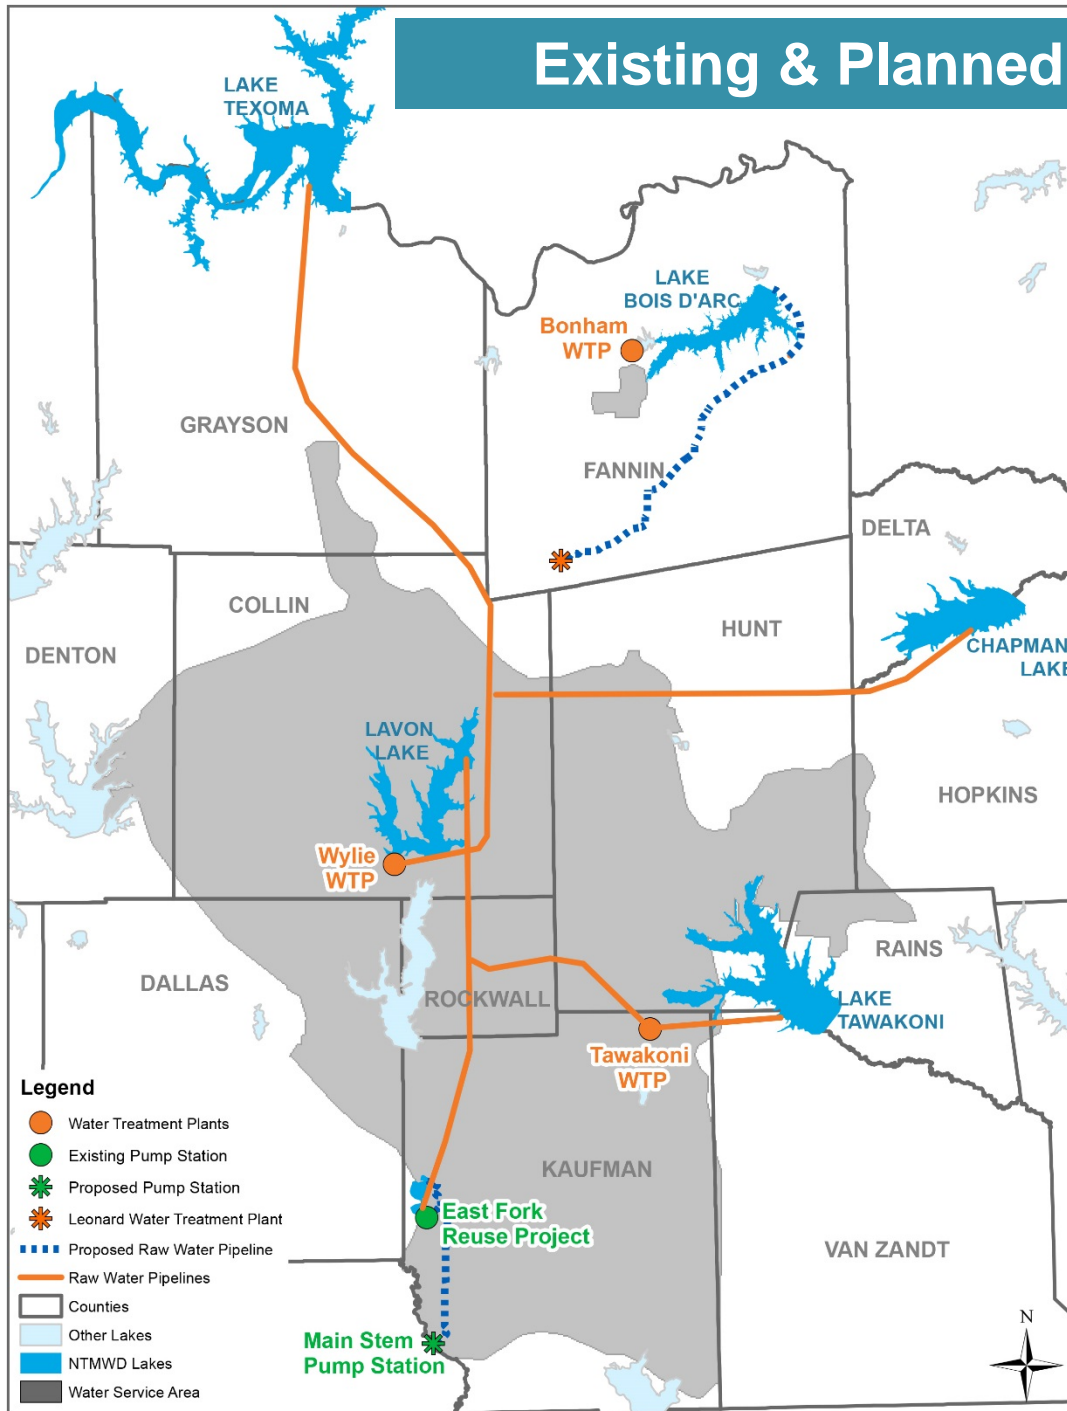 Existing & Planned
LAKE
TEXOMA
LAKE
BOIS D'ARC
Bonham
WTP
GRAYSON
FANNIN
DELTA
COLLIN
HUNT
DENTON
CHAPMAN
LAKE
LAVON
LAKE
HOPKINS
Wylie
WTP
RAINS
DALLAS
ROCKWALL
LAKE
TAWAKONI
Tawakoni
WTP
KAUFMAN
East Fork
Reuse Project
VAN ZANDT
Main Stem
Pump Station
N
Legend
Water Treatment Plants
Existing Pump Station
Proposed Pump Station
Leonard Water Treatment Plant
Proposed Raw Water Pipeline
Raw Water Pipelines
Counties
Other Lakes
NTMWD Lakes
Water Service Area